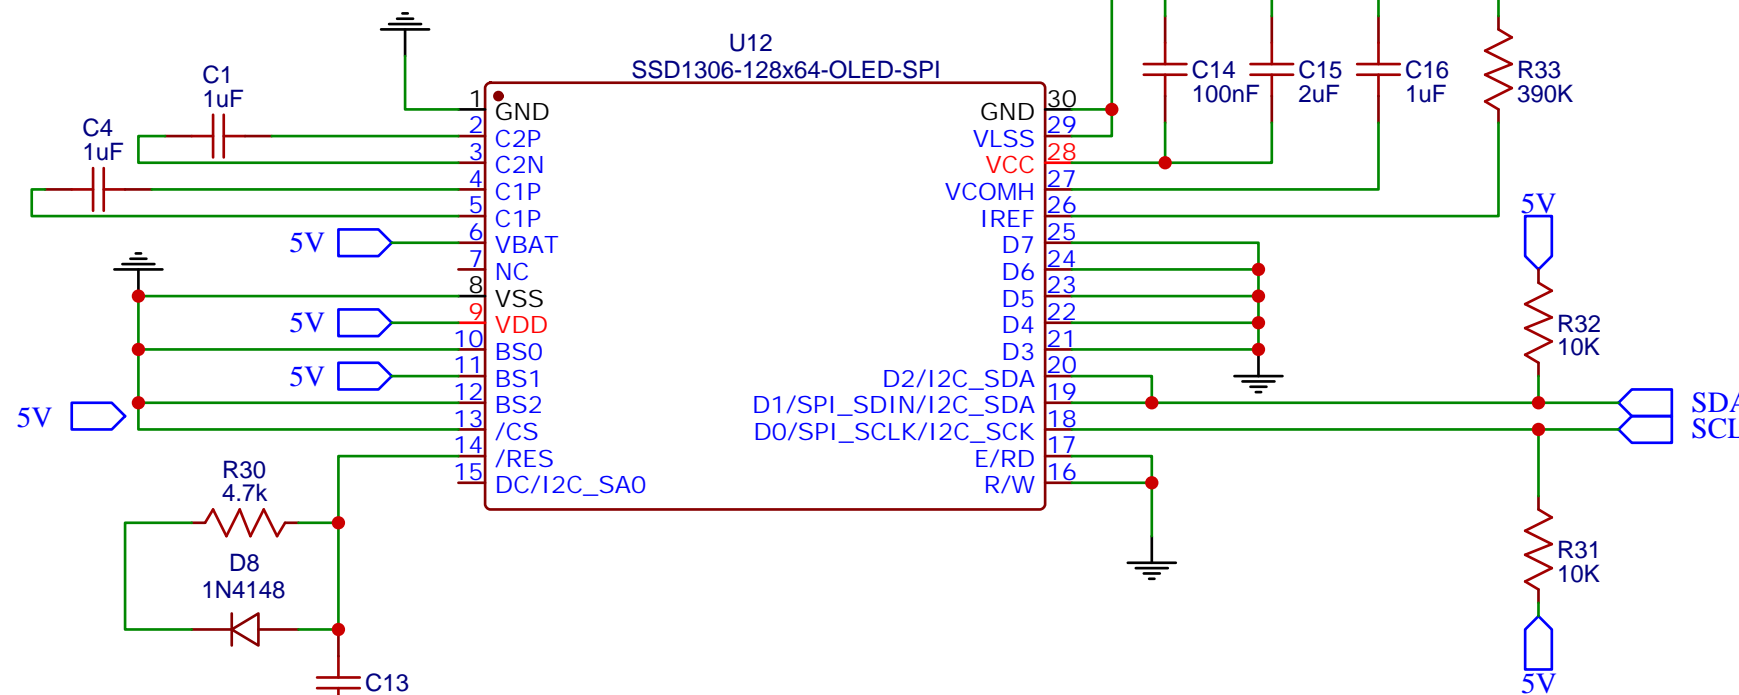 U12
SSD1306-128x64-OLED-SPI
C1
1uF
C4
1uF
C14
100nF
C15
2uF
C16
1uF
R33
390K
1
GND
2
C2P
3
C2N
4
C1P
5
C1P
6
VBAT
5V
7
NC
8
VSS
9
VDD
5V
10
BS0
11
BS1
5V
12
BS2
5V
13
/CS
14
/RES
15
DC/I2C_SA0
30
GND
29
VLSS
28
VCC
27
VCOMH
26
IREF
25
D7
24
D6
23
D5
22
D4
21
D3
20
D2/I2C_SDA
19
D1/SPI_SDIN/I2C_SDA
18
D0/SPI_SCLK/I2C_SCK
17
E/RD
16
R/W
5V
R32
10K
SDA
SCL
R31
10K
5V
R30
4.7k
D8
1N4148
C13